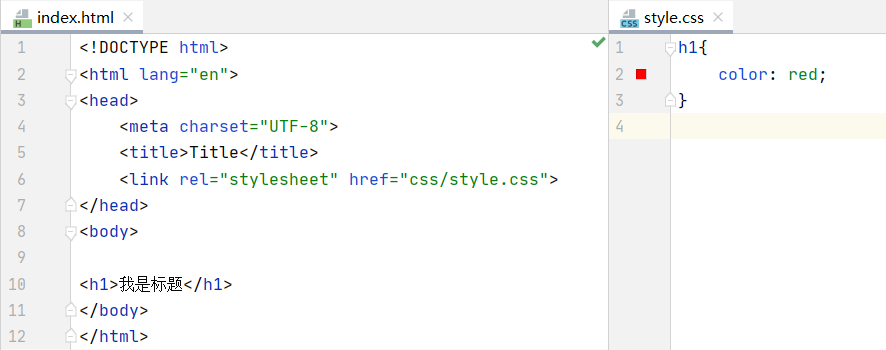 index.html
1 <!DOCTYPE html>
2 <html lang="en">
3 <head>
4     <meta charset="UTF-8">
5     <title>Title</title>
6     <link rel="stylesheet" href="css/style.css">
7 </head>
8 <body>
9
10 <h1>我是标题</h1>
11 </body>
12 </html>
style.css
1 h1{
2     color: red;
3 }
4